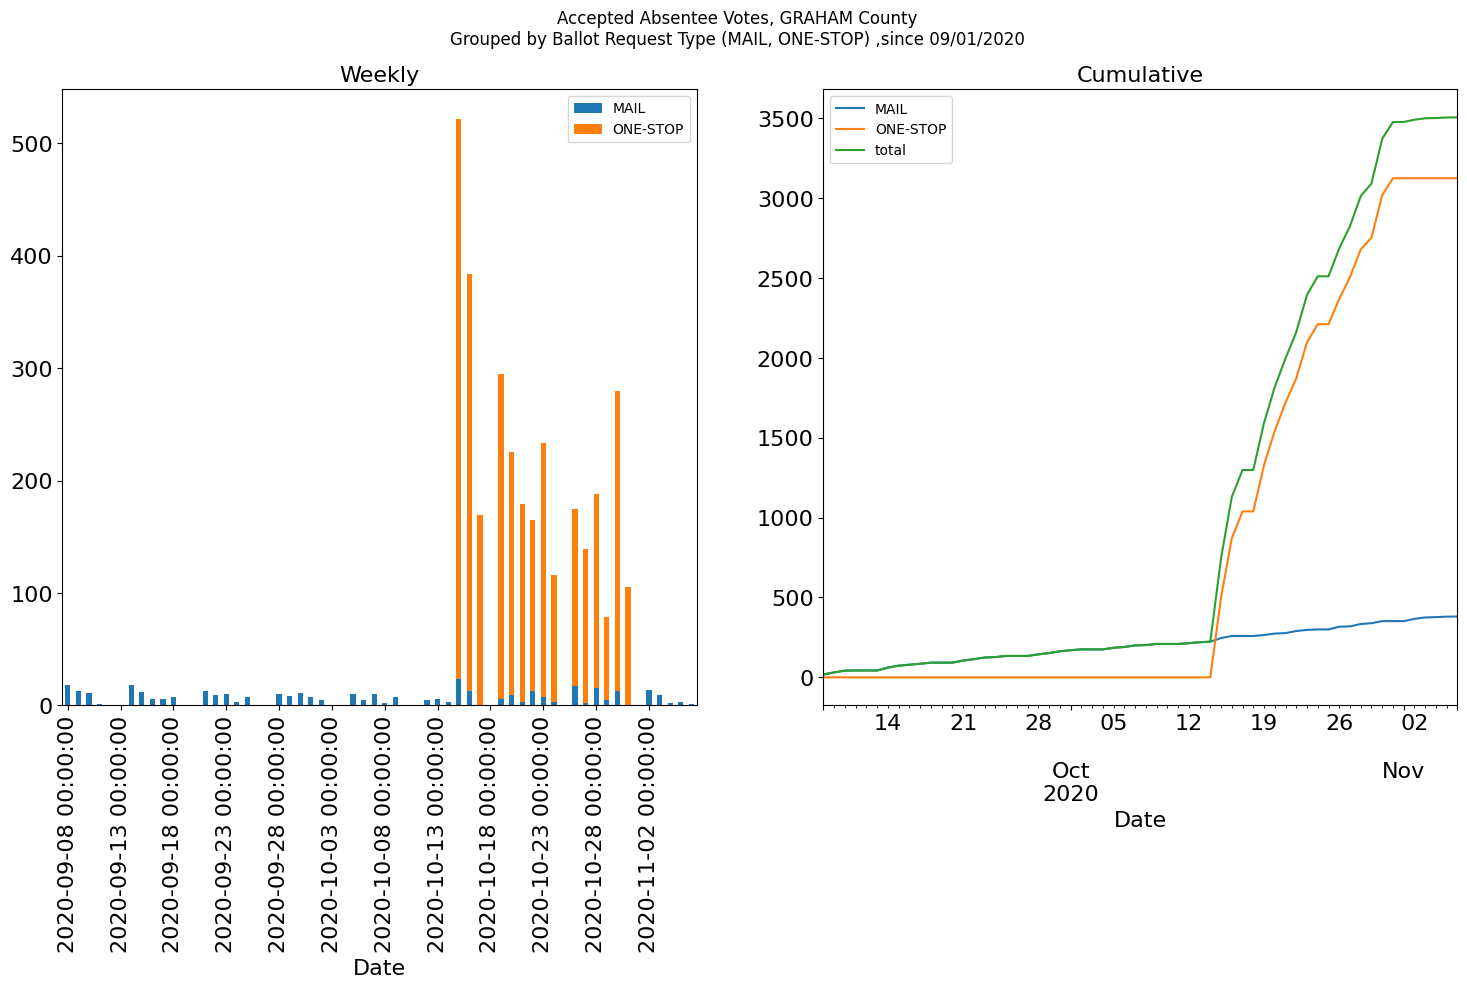 Accepted Absentee Votes, GRAHAM County
Grouped by Ballot Request Type (MAIL, ONE-STOP) ,since 09/01/2020
Weekly
MAIL
ONE-STOP
500
400
300
200
100
0
2020-09-08 00:00:00
2020-09-13 00:00:00
2020-09-18 00:00:00
2020-09-23 00:00:00
2020-09-28 00:00:00
2020-10-03 00:00:00
2020-10-08 00:00:00
2020-10-13 00:00:00
2020-10-18 00:00:00
2020-10-23 00:00:00
2020-10-28 00:00:00
2020-11-02 00:00:00
Date
Cumulative
MAIL
ONE-STOP
total
3500
3000
2500
2000
1500
1000
500
0
14 21 28 05 12 19 26 02
Oct Nov
2020
Date